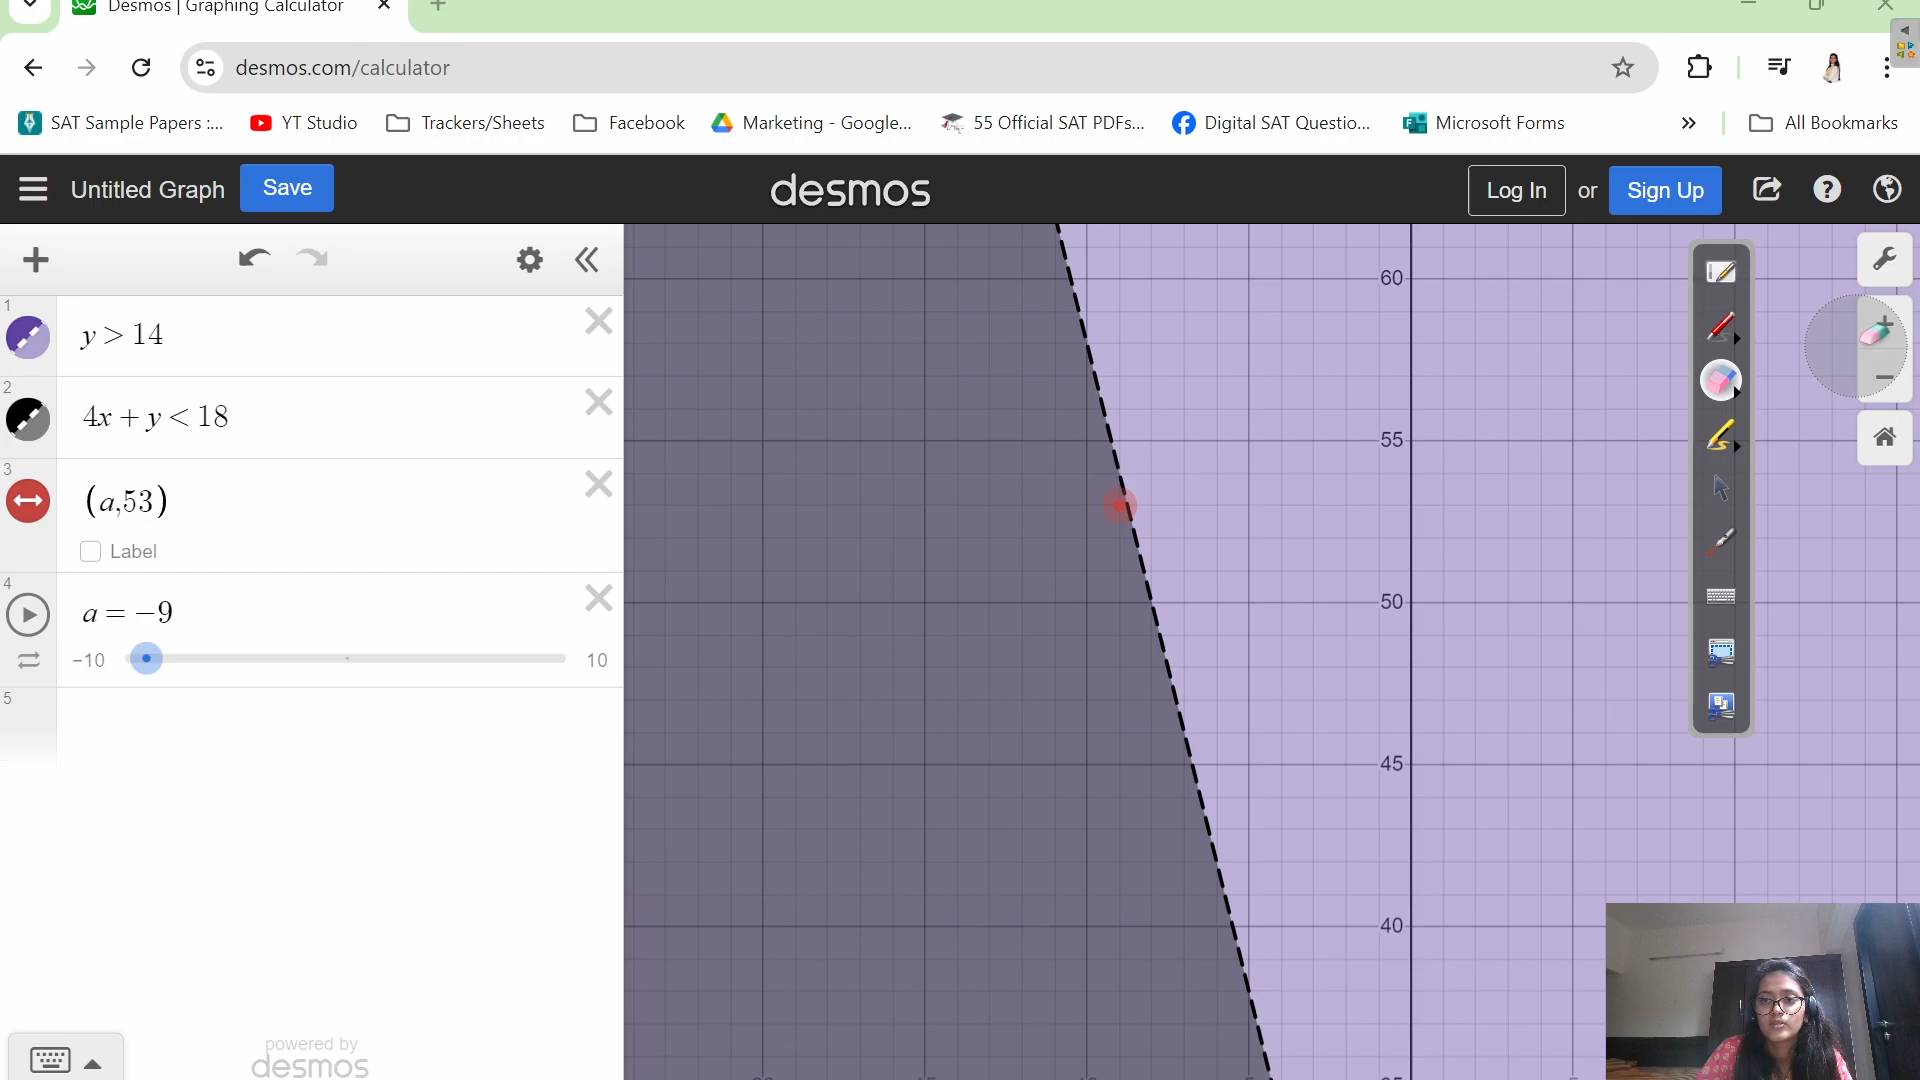 Desmos | Graphing Calculator
desmos.com/calculator
SAT Sample Papers :...
YT Studio
Trackers/Sheets
Facebook
Marketing - Google...
55 Official SAT PDFs...
Digital SAT Questio...
Microsoft Forms
All Bookmarks
Untitled Graph
Save
desmos
Log In
or
Sign Up
1
y > 14
2
4x + y < 18
3
(a,53)
Label
4
a = −9
−10
10
5
powered by
desmos
60
55
50
45
40